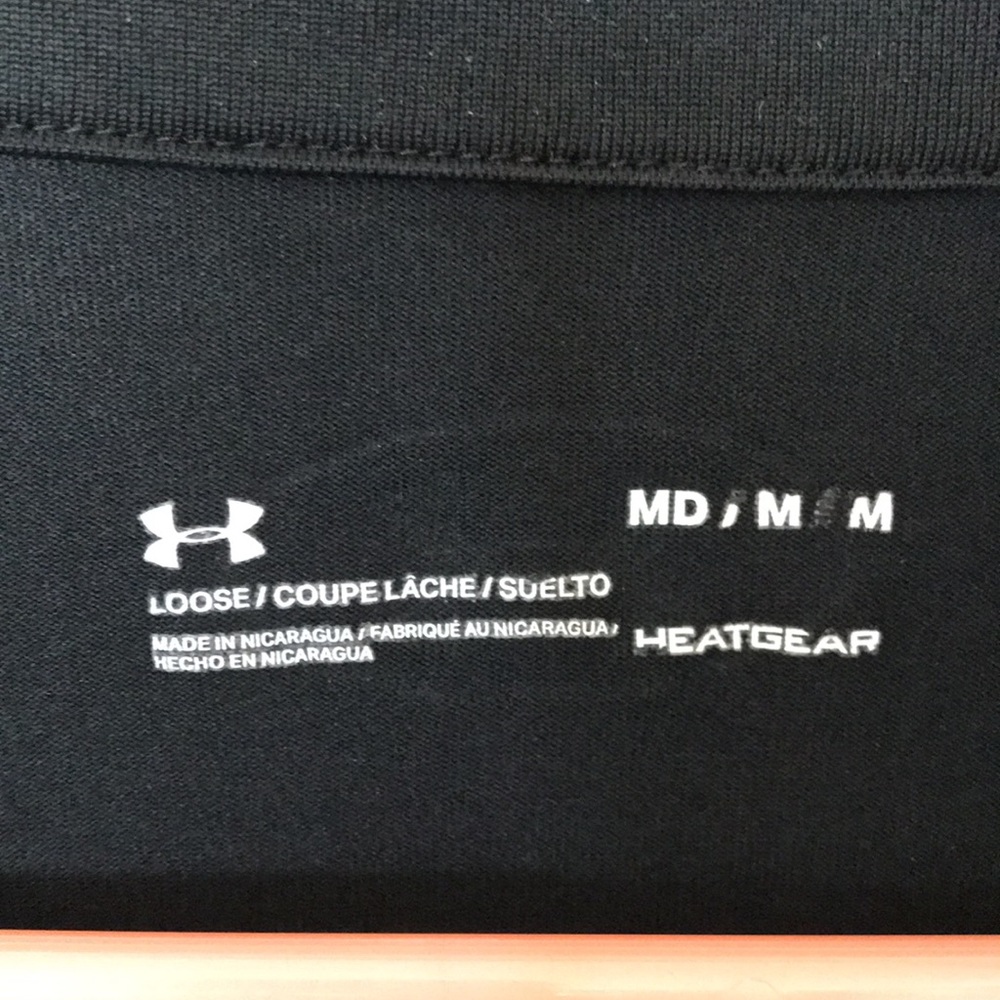 MD / M / M
LOOSE / COUPE LÂCHE / SUELTO
MADE IN NICARAGUA / FABRIQUÉ AU NICARAGUA /
HECHO EN NICARAGUA
HEATGEAR